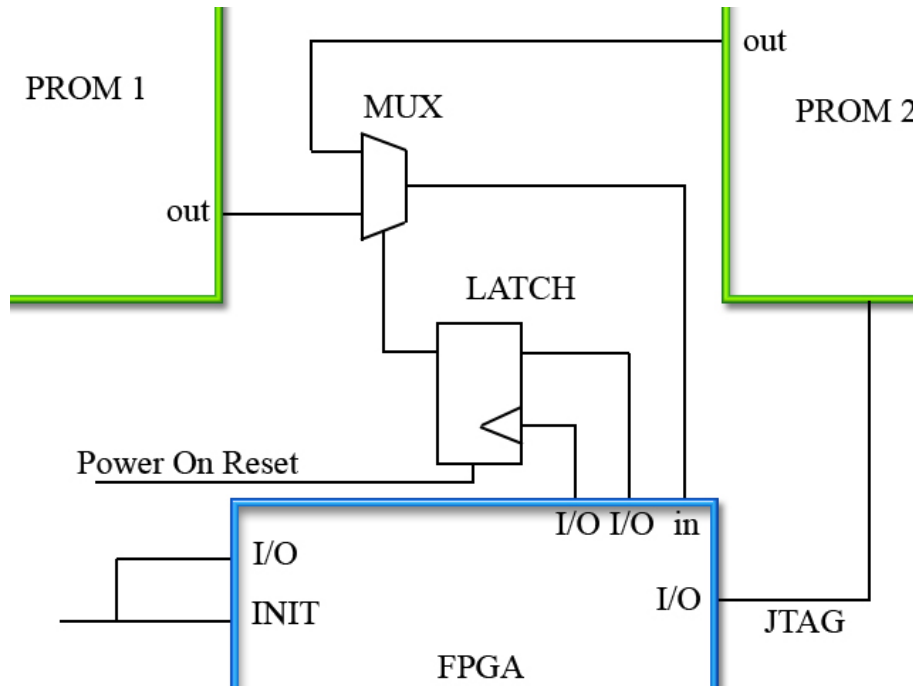 out
PROM 1
MUX
PROM 2
out
LATCH
Power On Reset
I/O I/O in
I/O
I/O
INIT
JTAG
FPGA